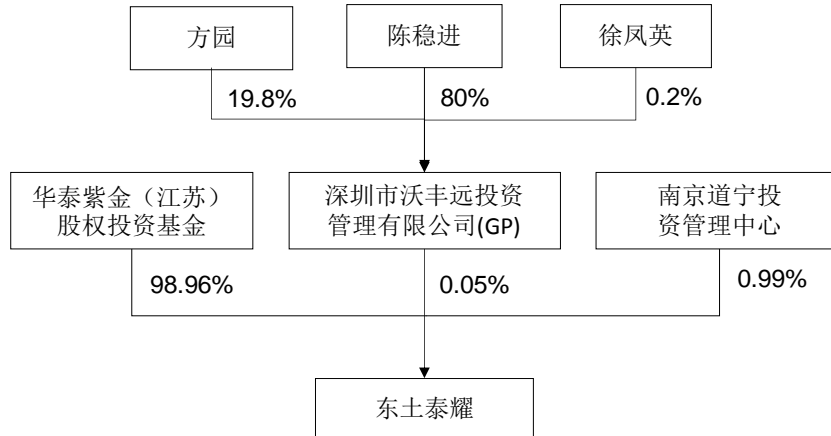 方园
陈稳进
徐凤英
19.8%
80%
0.2%
华泰紫金（江苏）
股权投资基金
深圳市沃丰远投资
管理有限公司(GP)
南京道宁投
资管理中心
98.96%
0.05%
0.99%
东土泰耀